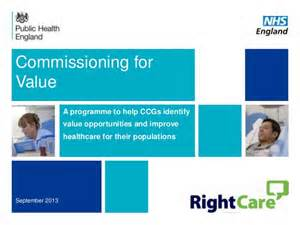 Public Health
England
NHS
England
Commissioning for
Value
A programme to help CCGs identify
value opportunities and improve
healthcare for their populations
September 2013
RightCare